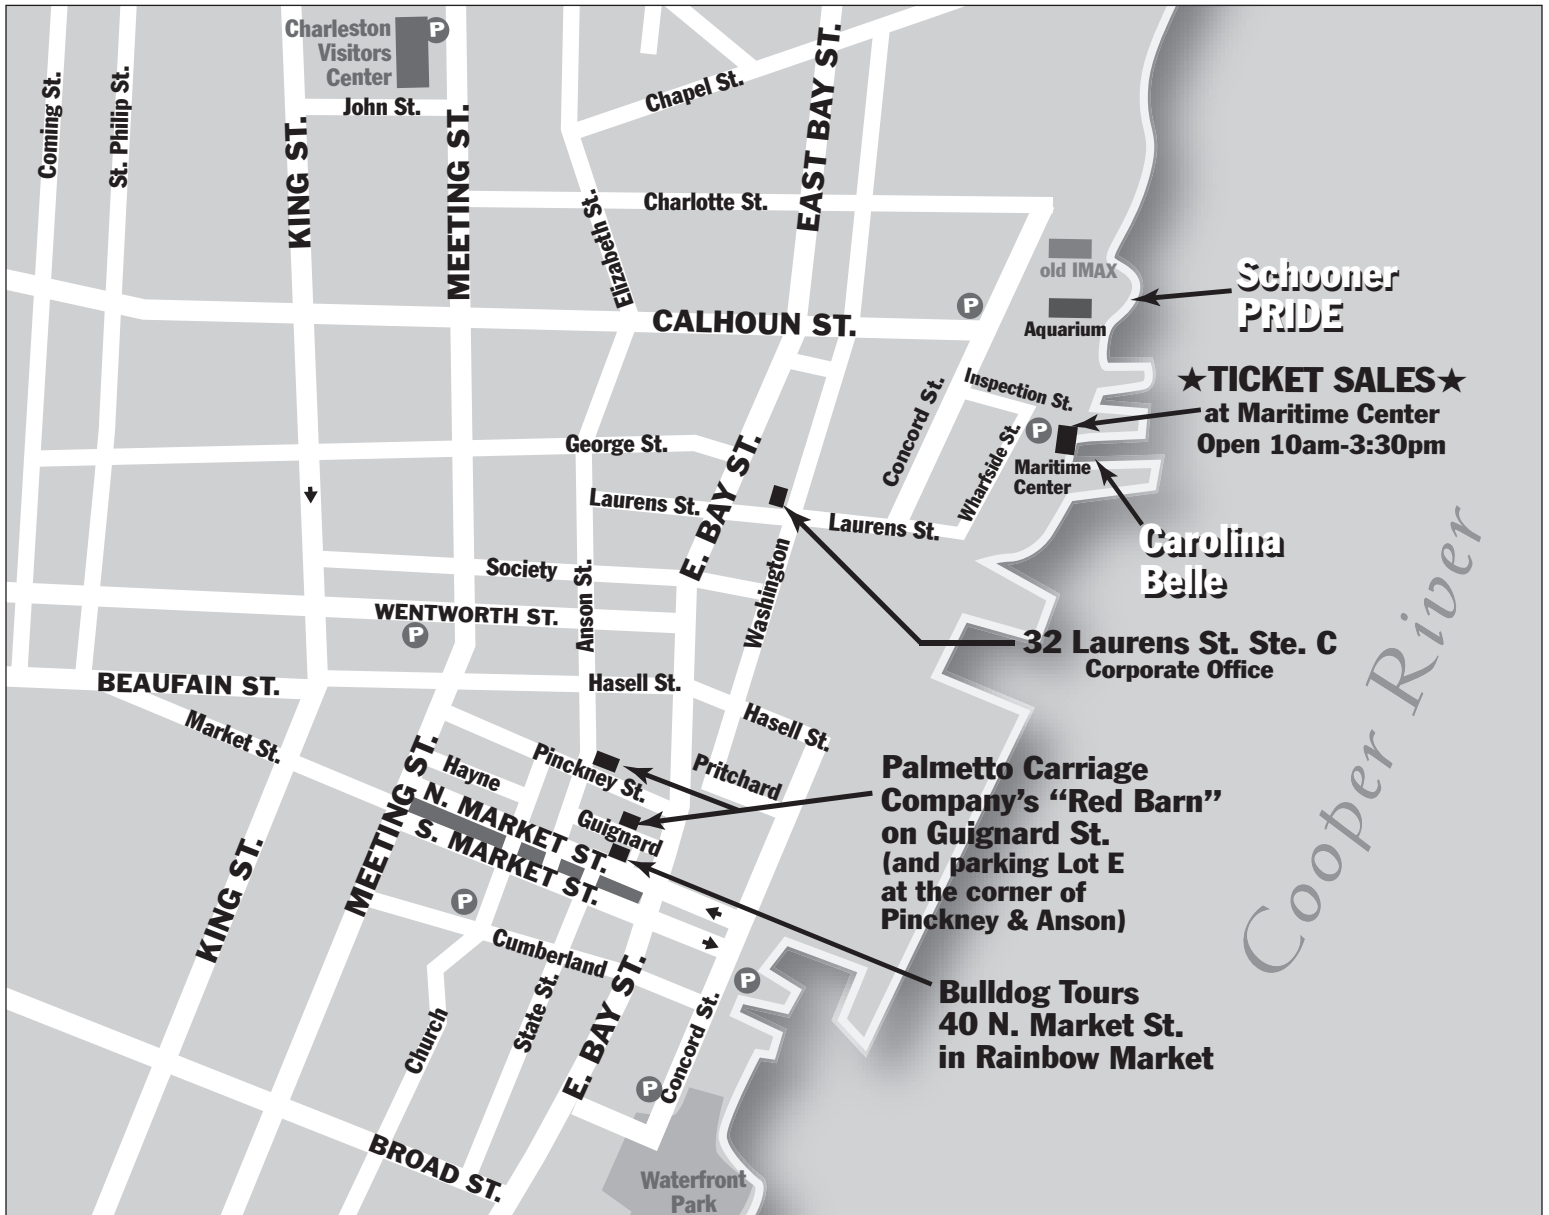 Charleston
Visitors
Center
P
John St.
Coming St.
St. Philip St.
KING ST.
MEETING ST.
Chapel St.
EAST BAY ST.
Elizabeth St.
Charlotte St.
old IMAX
Aquarium
P
Schooner
PRIDE
CALHOUN ST.
★TICKET SALES★
at Maritime Center
Open 10am-3:30pm
Inspection St.
P
Concord St.
Wharfside St.
Maritime
Center
George St.
E. BAY ST.
Laurens St.
Laurens St.
Carolina
Belle
Society
Anson St.
Washington
WENTWORTH ST.
P
32 Laurens St. Ste. C
Corporate Office
Cooper River
BEAUFAIN ST.
Hasell St.
Hasell St.
Market St.
Pinckney St.
Pritchard
Hayne
Guignard
Palmetto Carriage
Company's “Red Barn”
on Guignard St.
(and parking Lot E
at the corner of
Pinckney & Anson)
N. MARKET ST.
S. MARKET ST.
MEETING ST.
KING ST.
P
Cumberland
P
Church
State St.
E. BAY ST.
Concord St.
P
Bulldog Tours
40 N. Market St.
in Rainbow Market
BROAD ST.
Waterfront
Park